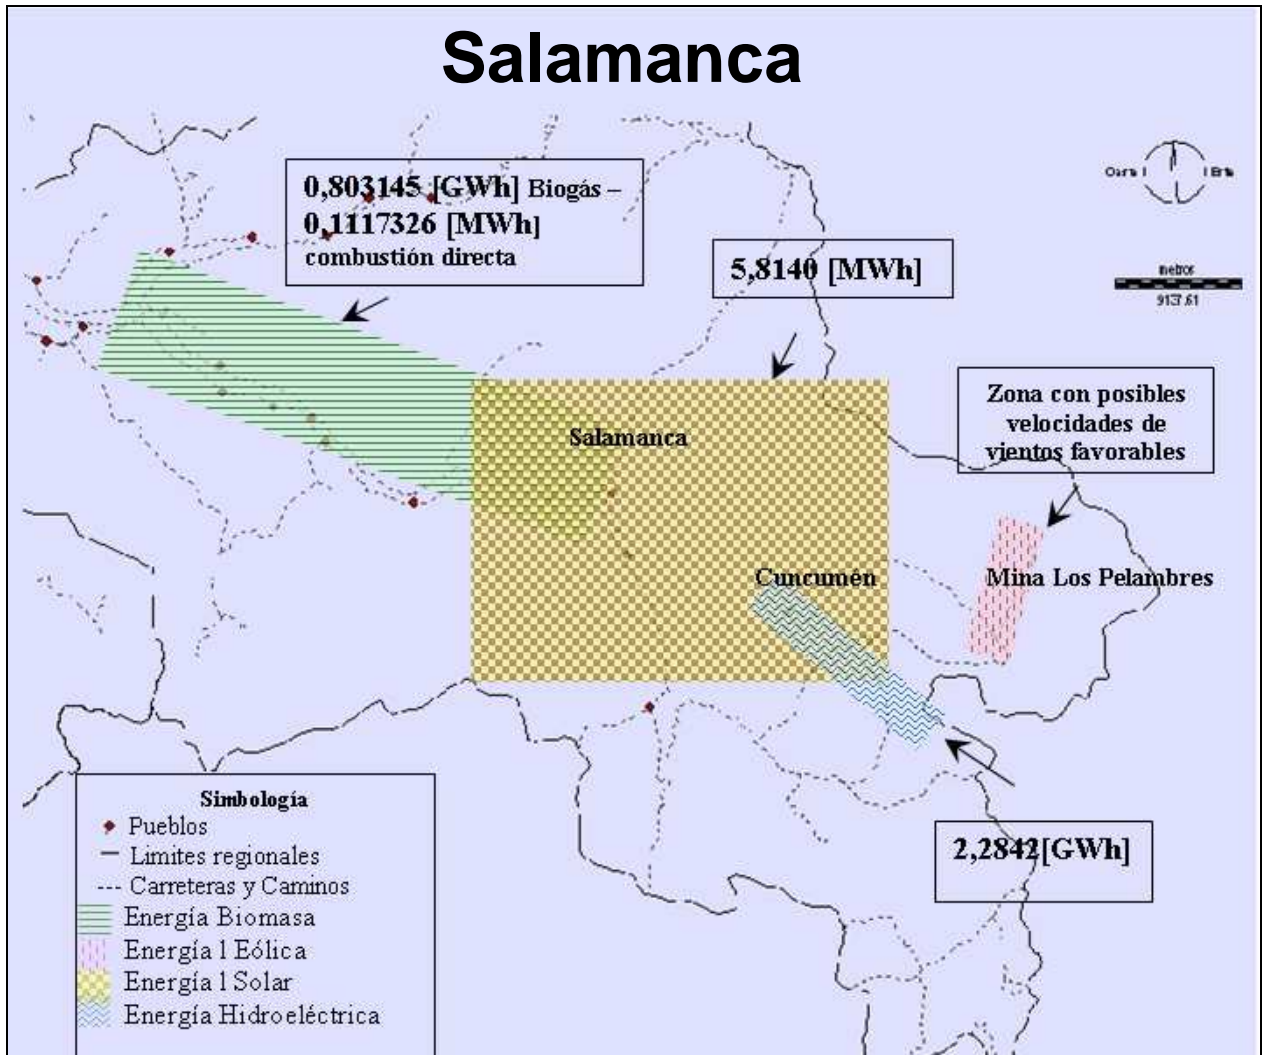 Salamanca
0,803145 [GWh] Biogás –
0,1117326 [MWh]
combustión directa
5,8140 [MWh]
metros
9137.61
Zona con posibles
velocidades de
vientos favorables
Salamanca
Cuncumén
Mina Los Pelambres
2,2842[GWh]
Simbología
Pueblos
Limites regionales
Carreteras y Caminos
Energía Biomasa
Energía l Eólica
Energía l Solar
Energía Hidroeléctrica